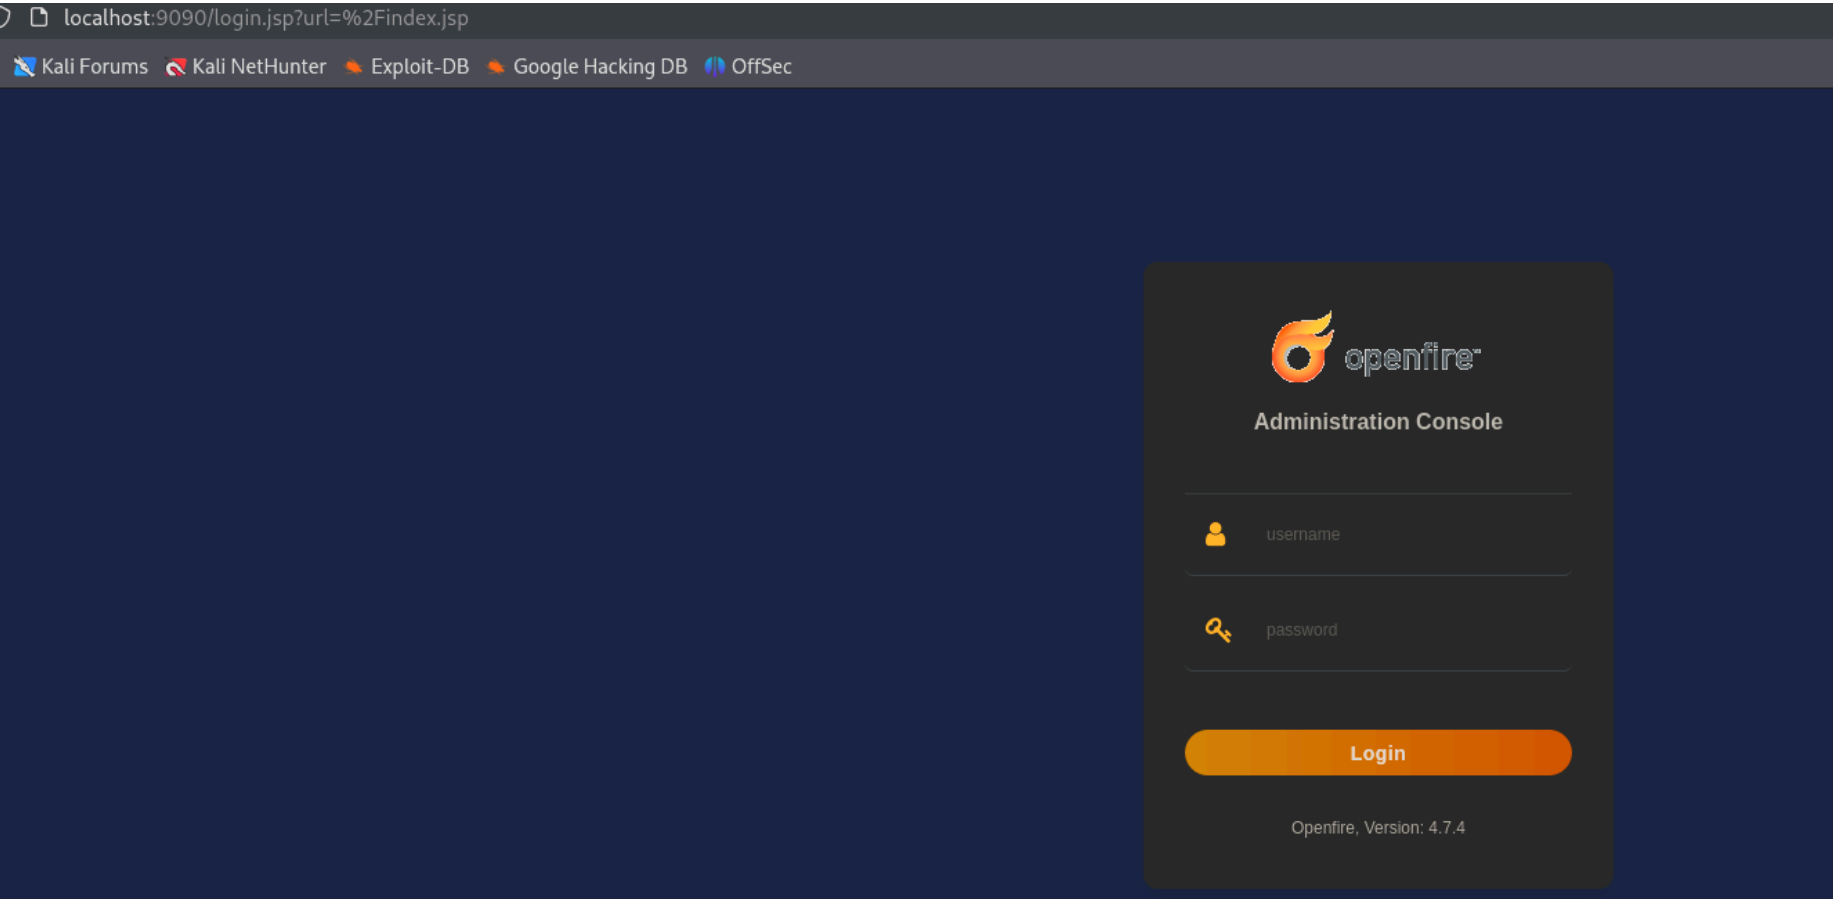 localhost:9090/login.jsp?url=%2Findex.jsp
Kali Forums Kali NetHunter Exploit-DB Google Hacking DB OffSec
openfire™
Administration Console
username
password
Login
Openfire, Version: 4.7.4